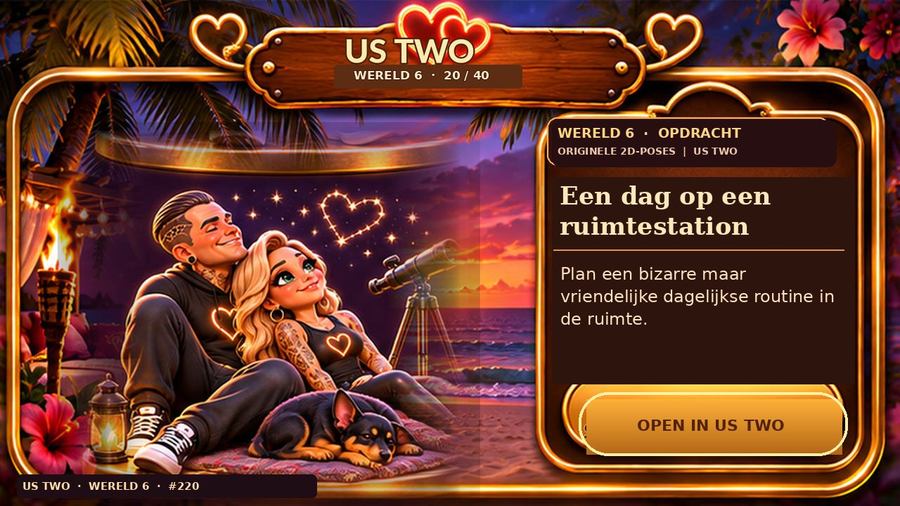 US TWO
WERELD 6 · 20 / 40
WERELD 6 · OPDRACHT
ORIGINELE 2D-POSES | US TWO
Een dag op een
ruimtestation
Plan een bizarre maar
vriendelijke dagelijkse routine in
de ruimte.
OPEN IN US TWO
US TWO · WERELD 6 · #220